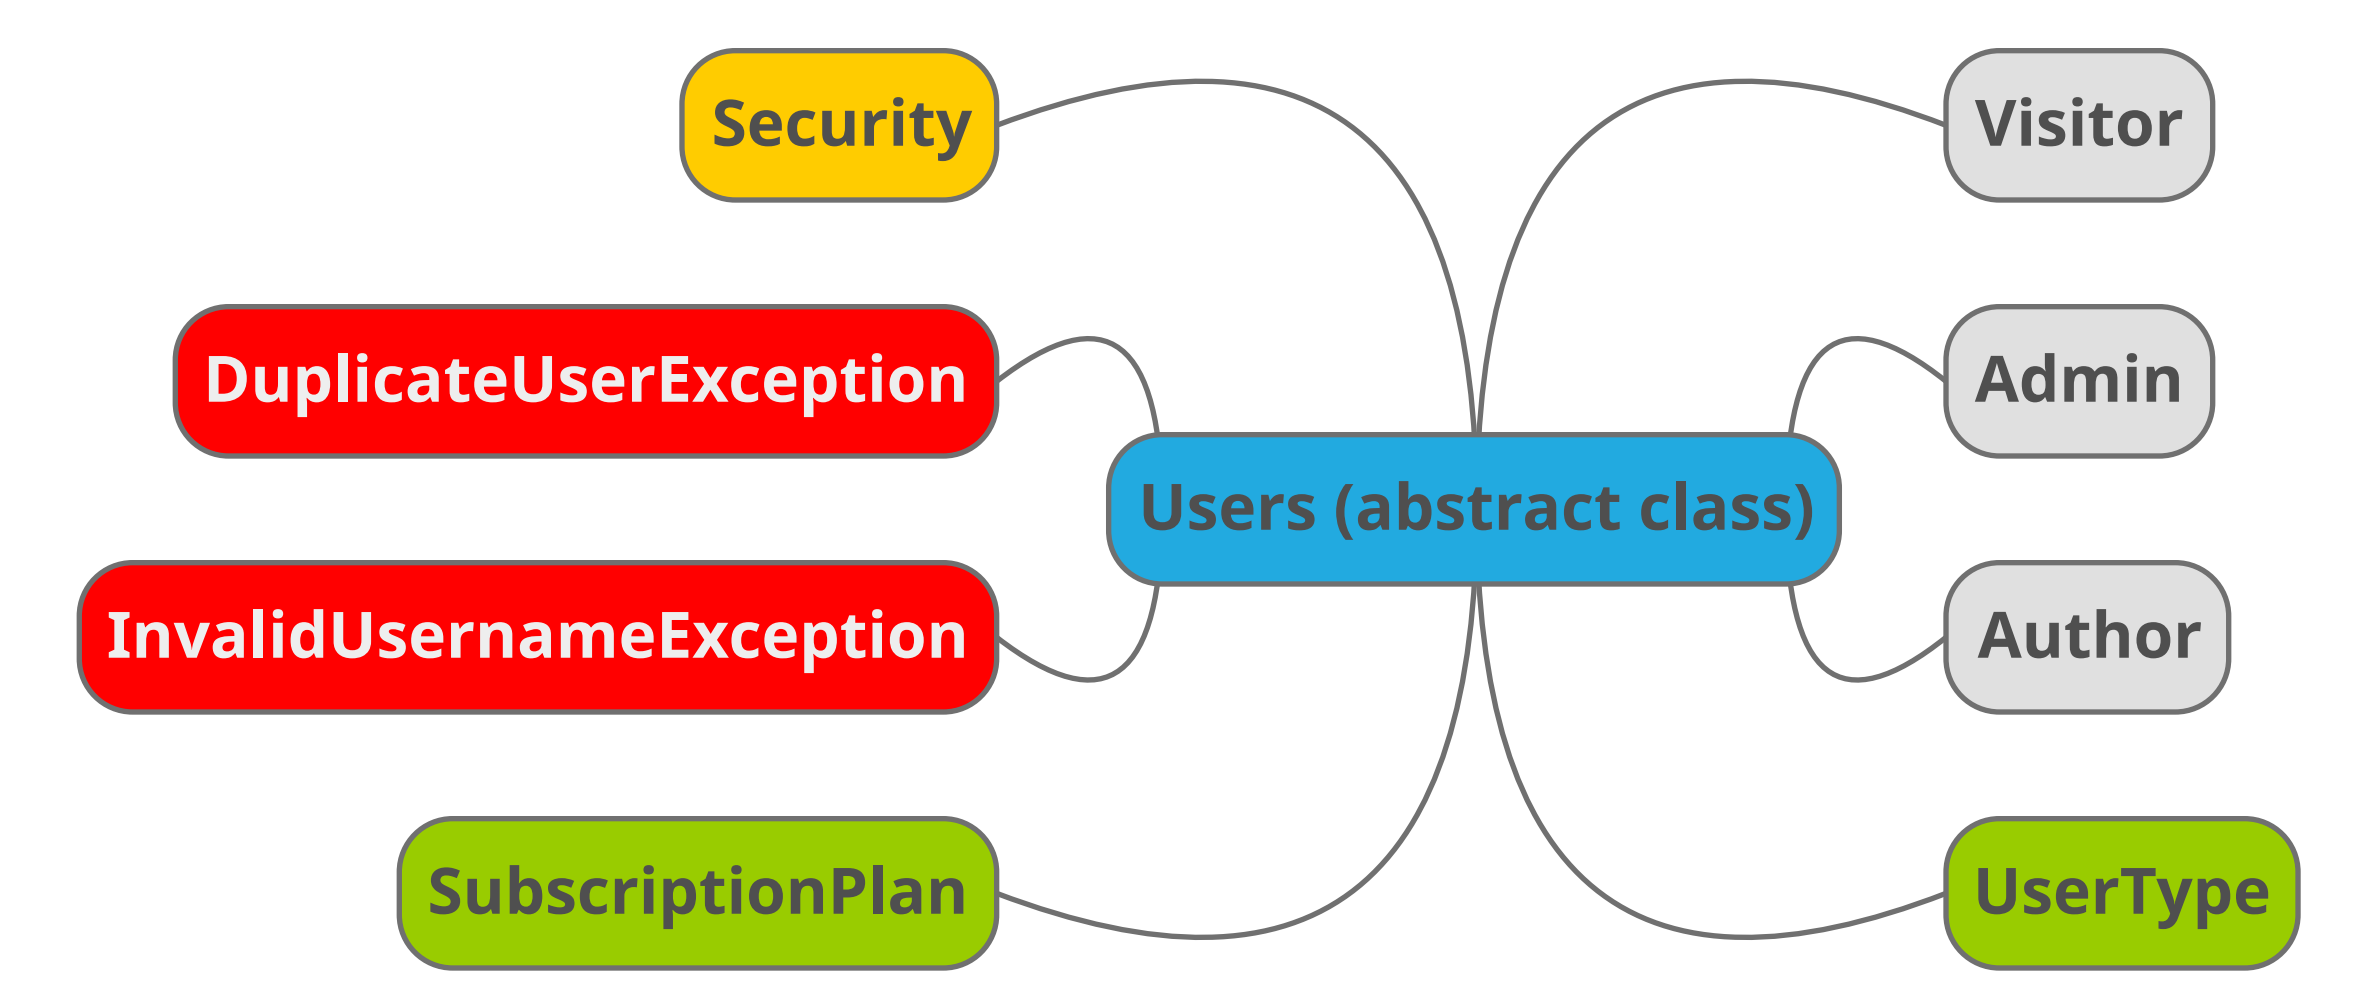 Security
Visitor
DuplicateUserException
Admin
Users (abstract class)
InvalidUsernameException
Author
SubscriptionPlan
UserType